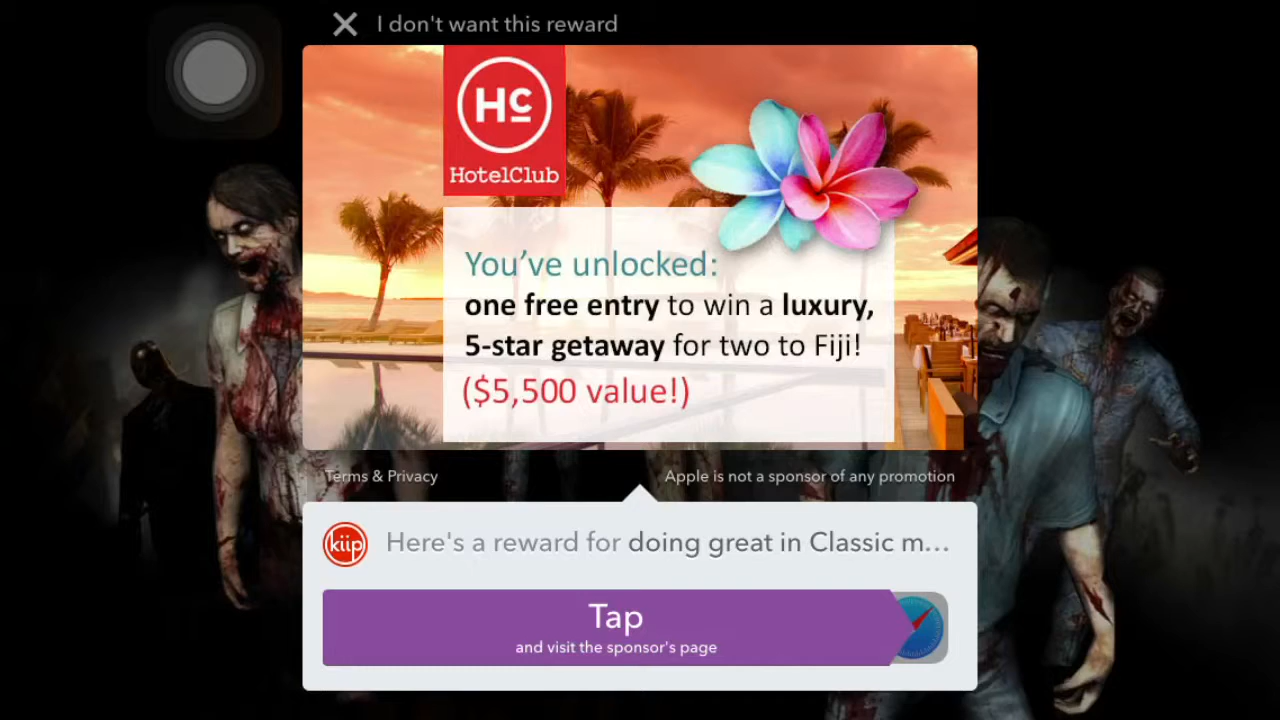 I don't want this reward
Hc
HotelClub
You've unlocked:
one free entry to win a luxury,
5-star getaway for two to Fiji!
($5,500 value!)
Terms & Privacy
Apple is not a sponsor of any promotion
kiip
Here's a reward for doing great in Classic m...
Tap
and visit the sponsor's page